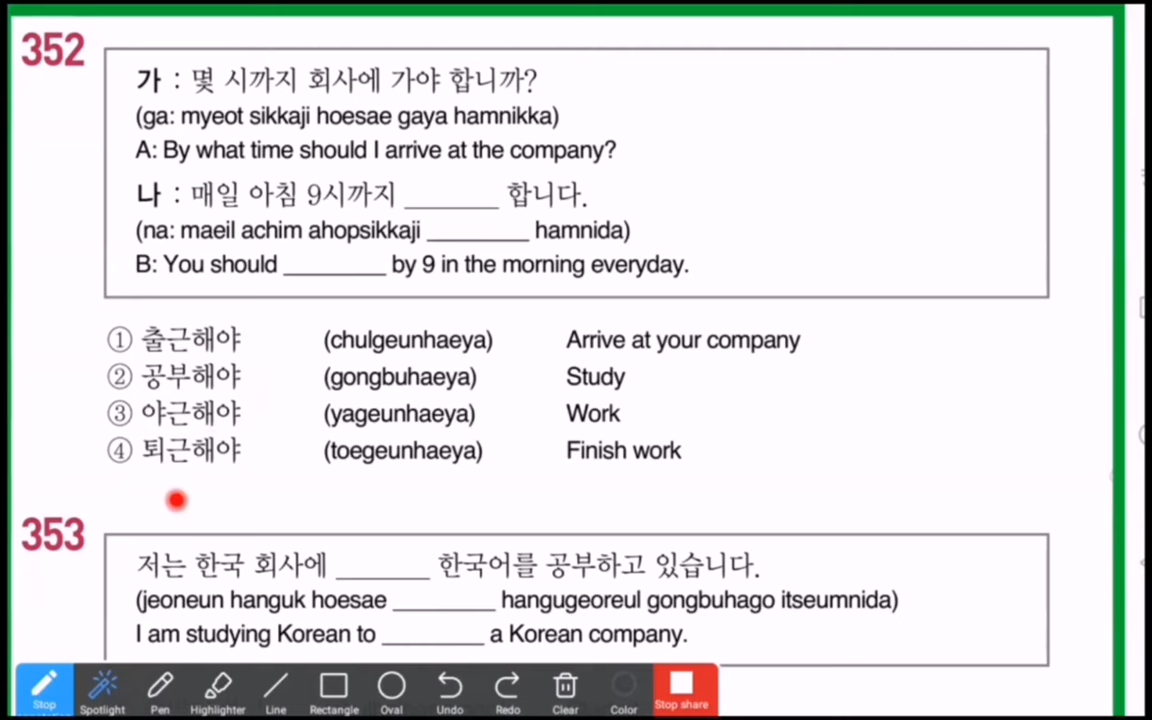 352
가 : 몇 시까지 회사에 가야 합니까?
(ga: myeot sikkaji hoesae gaya hamnikka)
A: By what time should I arrive at the company?
나 : 매일 아침 9시까지 ________ 합니다.
(na: maeil achim ahopsikkaji ________ hamnida)
B: You should ________ by 9 in the morning everyday.
① 출근해야 (chulgeunhaeya) Arrive at your company
② 공부해야 (gongbuhaeya) Study
③ 야근해야 (yageunhaeya) Work
④ 퇴근해야 (toegeunhaeya) Finish work
353
저는 한국 회사에 ________ 한국어를 공부하고 있습니다.
(jeoneun hanguk hoesae ________ hangugeoreul gongbuhago itseumnida)
I am studying Korean to ________ a Korean company.
Stop Spotlight Pen Highlighter Line Rectangle Oval Undo Redo Clear Color Stop share